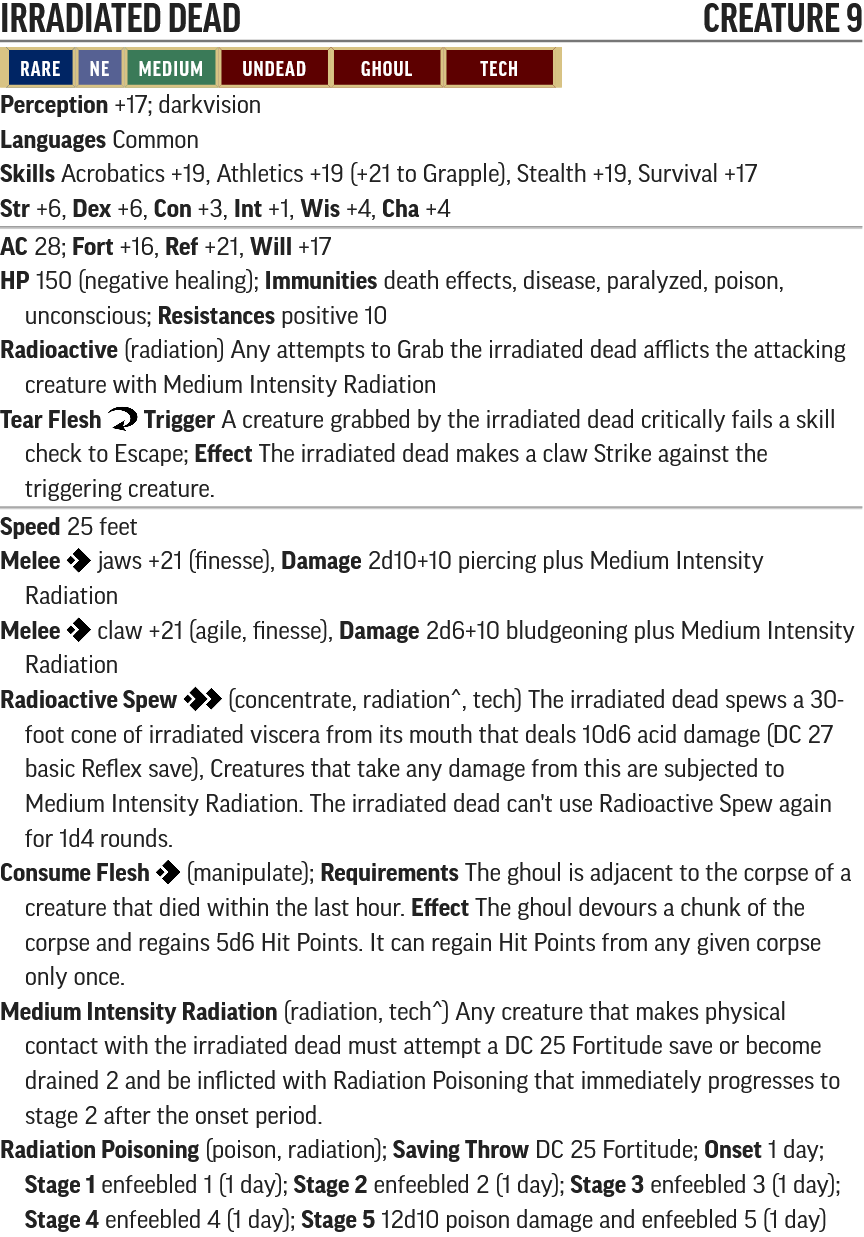 IRRADIATED DEAD CREATURE 9
RARE NE MEDIUM UNDEAD GHOUL TECH
Perception +17; darkvision
Languages Common
Skills Acrobatics +19, Athletics +19 (+21 to Grapple), Stealth +19, Survival +17
Str +6, Dex +6, Con +3, Int +1, Wis +4, Cha +4
AC 28; Fort +16, Ref +21, Will +17
HP 150 (negative healing); Immunities death effects, disease, paralyzed, poison,
unconscious; Resistances positive 10
Radioactive (radiation) Any attempts to Grab the irradiated dead afflicts the attacking
creature with Medium Intensity Radiation
Tear Flesh Trigger A creature grabbed by the irradiated dead critically fails a skill
check to Escape; Effect The irradiated dead makes a claw Strike against the
triggering creature.
Speed 25 feet
Melee jaws +21 (finesse), Damage 2d10+10 piercing plus Medium Intensity
Radiation
Melee claw +21 (agile, finesse), Damage 2d6+10 bludgeoning plus Medium Intensity
Radiation
Radioactive Spew (concentrate, radiation^, tech) The irradiated dead spews a 30-
foot cone of irradiated viscera from its mouth that deals 10d6 acid damage (DC 27
basic Reflex save), Creatures that take any damage from this are subjected to
Medium Intensity Radiation. The irradiated dead can't use Radioactive Spew again
for 1d4 rounds.
Consume Flesh (manipulate); Requirements The ghoul is adjacent to the corpse of a
creature that died within the last hour. Effect The ghoul devours a chunk of the
corpse and regains 5d6 Hit Points. It can regain Hit Points from any given corpse
only once.
Medium Intensity Radiation (radiation, tech^) Any creature that makes physical
contact with the irradiated dead must attempt a DC 25 Fortitude save or become
drained 2 and be inflicted with Radiation Poisoning that immediately progresses to
stage 2 after the onset period.
Radiation Poisoning (poison, radiation); Saving Throw DC 25 Fortitude; Onset 1 day;
Stage 1 enfeebled 1 (1 day); Stage 2 enfeebled 2 (1 day); Stage 3 enfeebled 3 (1 day);
Stage 4 enfeebled 4 (1 day); Stage 5 12d10 poison damage and enfeebled 5 (1 day)